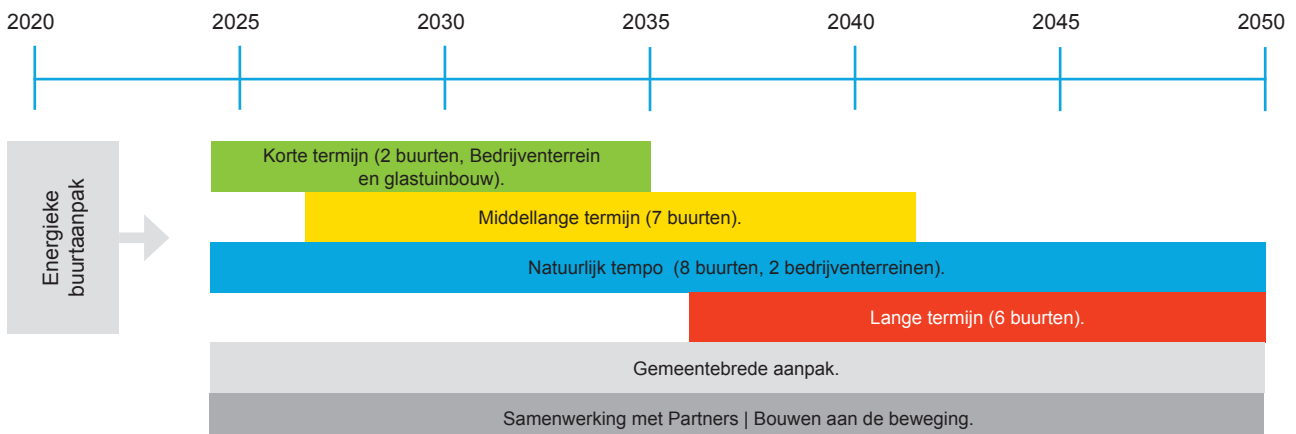 2020 2025 2030 2035 2040 2045 2050
Energieke
buurtaanpak
Korte termijn (2 buurten, Bedrijventerrein
en glastuinbouw).
Middellange termijn (7 buurten).
Natuurlijk tempo (8 buurten, 2 bedrijventerreinen).
Lange termijn (6 buurten).
Gemeentebrede aanpak.
Samenwerking met Partners | Bouwen aan de beweging.